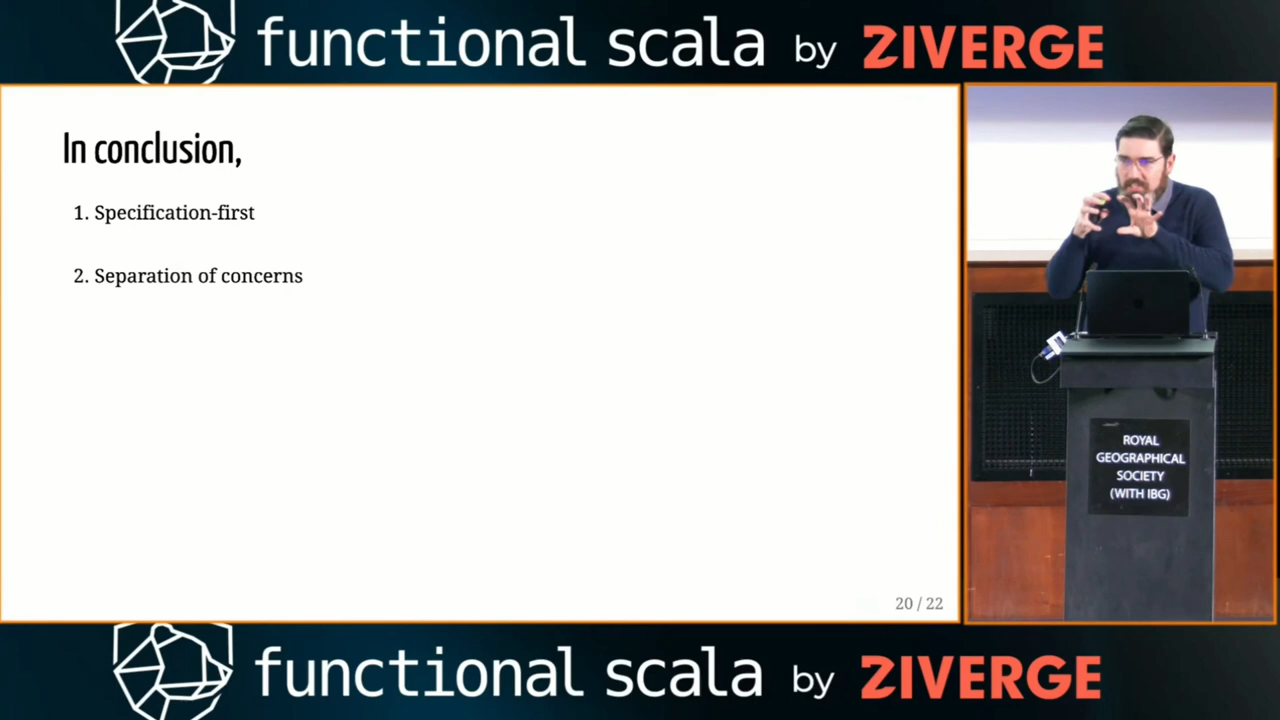 functional scala by ZIVERGE
In conclusion,
1. Specification-first
2. Separation of concerns
20 / 22
ROYAL
GEOGRAPHICAL
SOCIETY
(WITH IBG)
functional scala by ZIVERGE